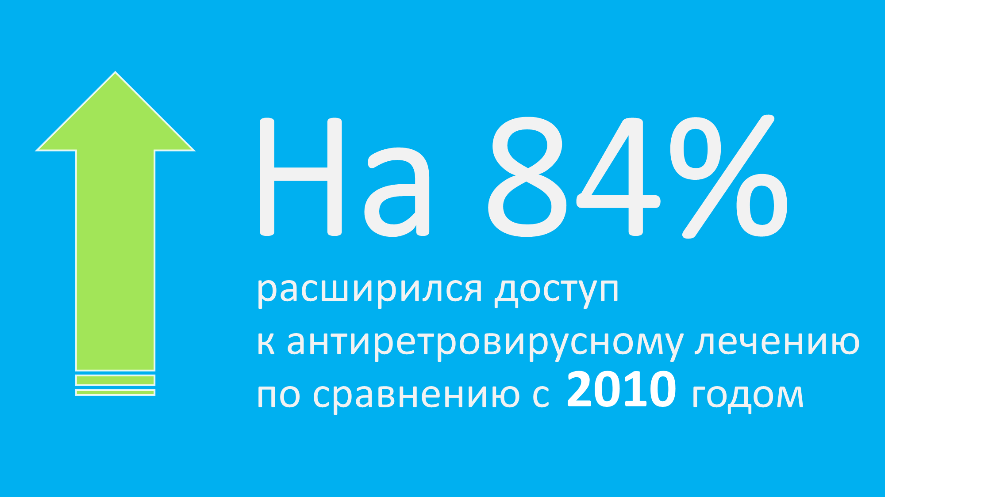 На 84%
расширился доступ
к антиретровирусному лечению
по сравнению с 2010 годом